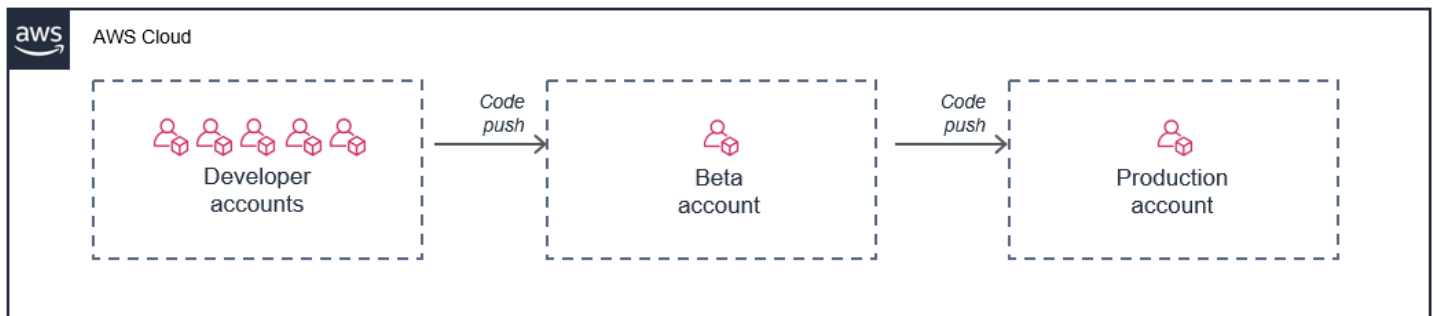 aws
AWS Cloud
Code
push
Code
push
Developer
accounts
Beta
account
Production
account